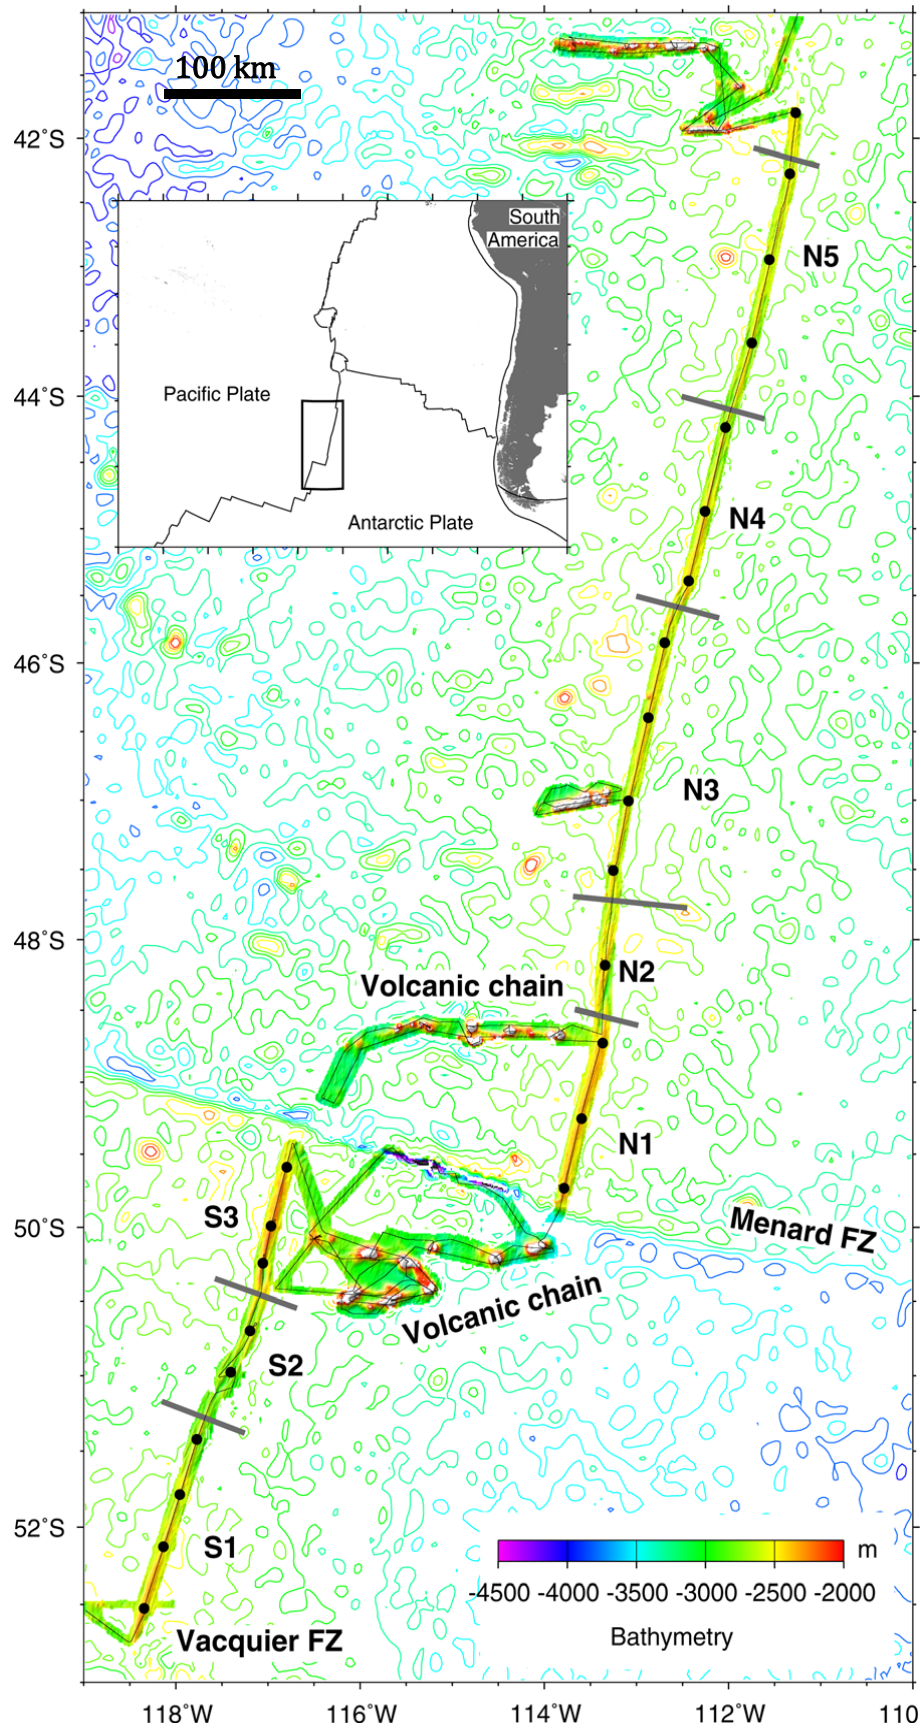 100 km
42°S
South
America
N5
Pacific Plate
44°S
N4
Antarctic Plate
46°S
N3
48°S
N2
Volcanic chain
N1
S3
50°S
Menard FZ
Volcanic chain
S2
52°S
S1
m
-4500 -4000 -3500 -3000 -2500 -2000
Bathymetry
Vacquier FZ
118°W 116°W 114°W 112°W 110